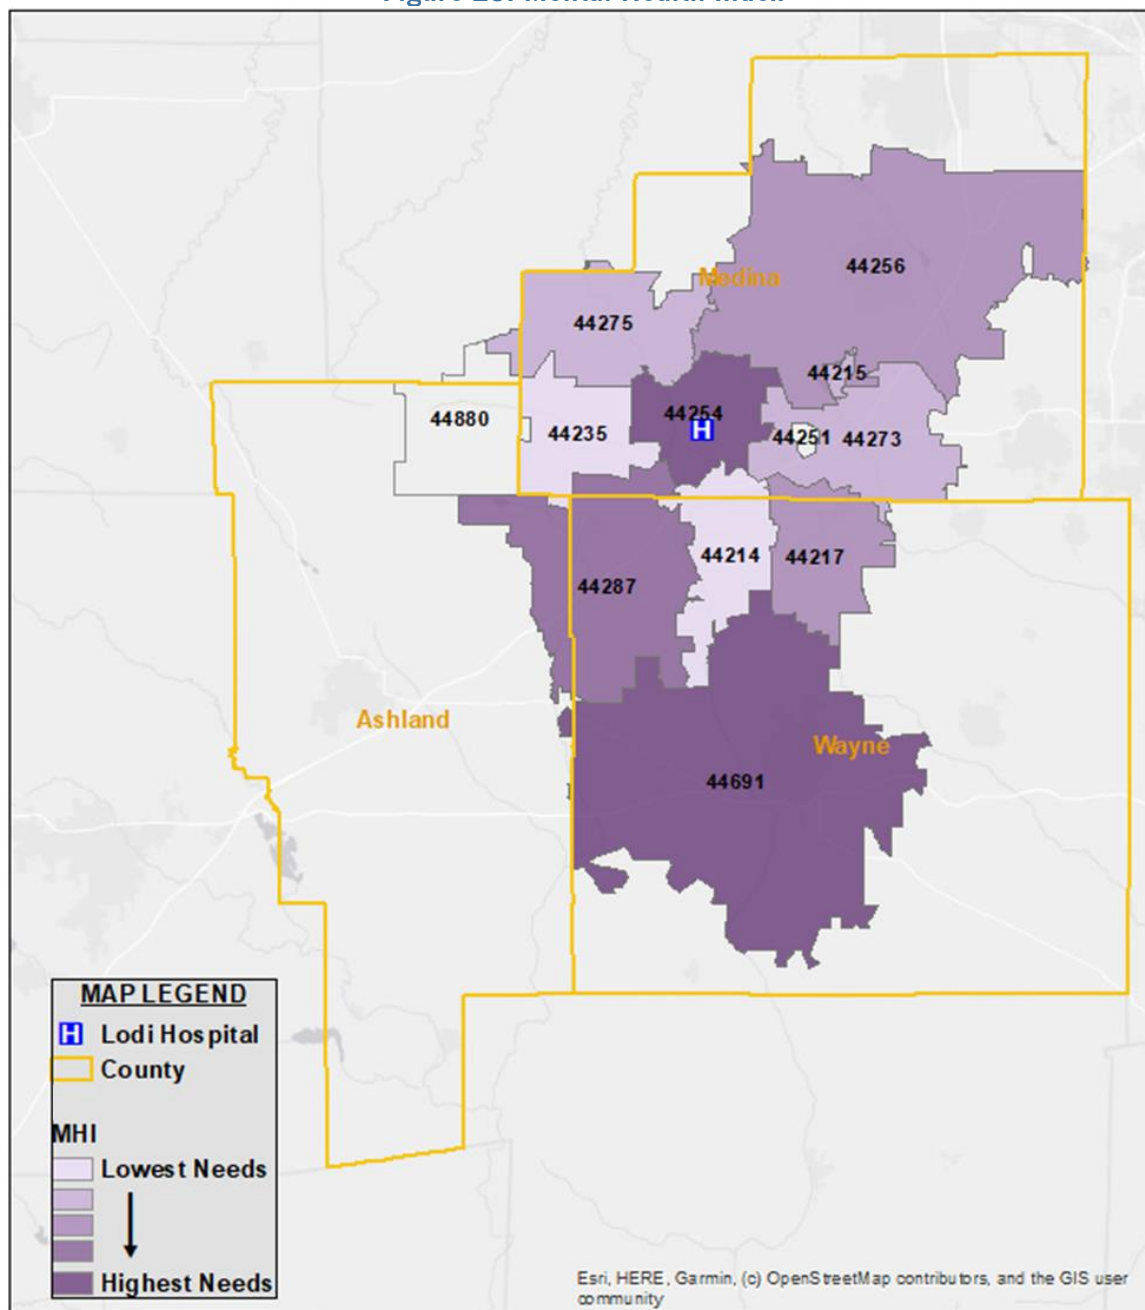 Medina
44256
44275
44215
44254
44880
44235
H
44251
44273
44214
44217
44287
Ashland
Wayne
44691
MAP LEGEND
H Lodi Hospital
County
MHI
Lowest Needs
Highest Needs
Esri, HERE, Garmin, (c) OpenStreetMap contributors, and the GIS user
community